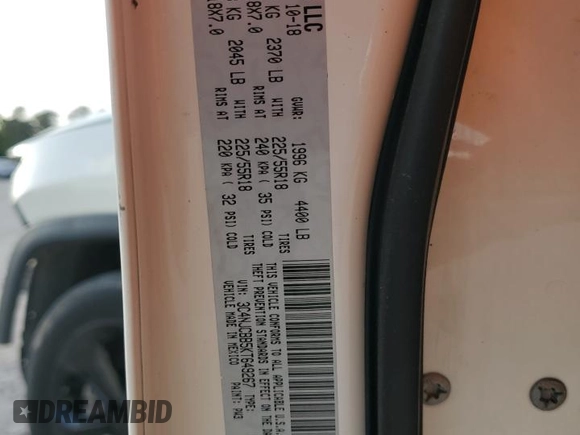 LLC
10-18 GVWR: 1996 KG 4400 LB
KG 2370 LB WITH 225/55R18 TIRES
8X7.0 RIMS AT 240 KPA ( 35 PSI) COLD
KG 2045 LB WITH 225/55R18 TIRES
8X7.0 RIMS AT 220 KPA ( 32 PSI) COLD
THIS VEHICLE CONFORMS TO ALL APPLICABLE U.S.A.
THEFT PREVENTION STANDARDS IN EFFECT ON THE DA
VIN: 3C4NJCBB5KT649267 TYPE:
VEHICLE MADE IN MEXICO PAINT: PW3
DREAMBID